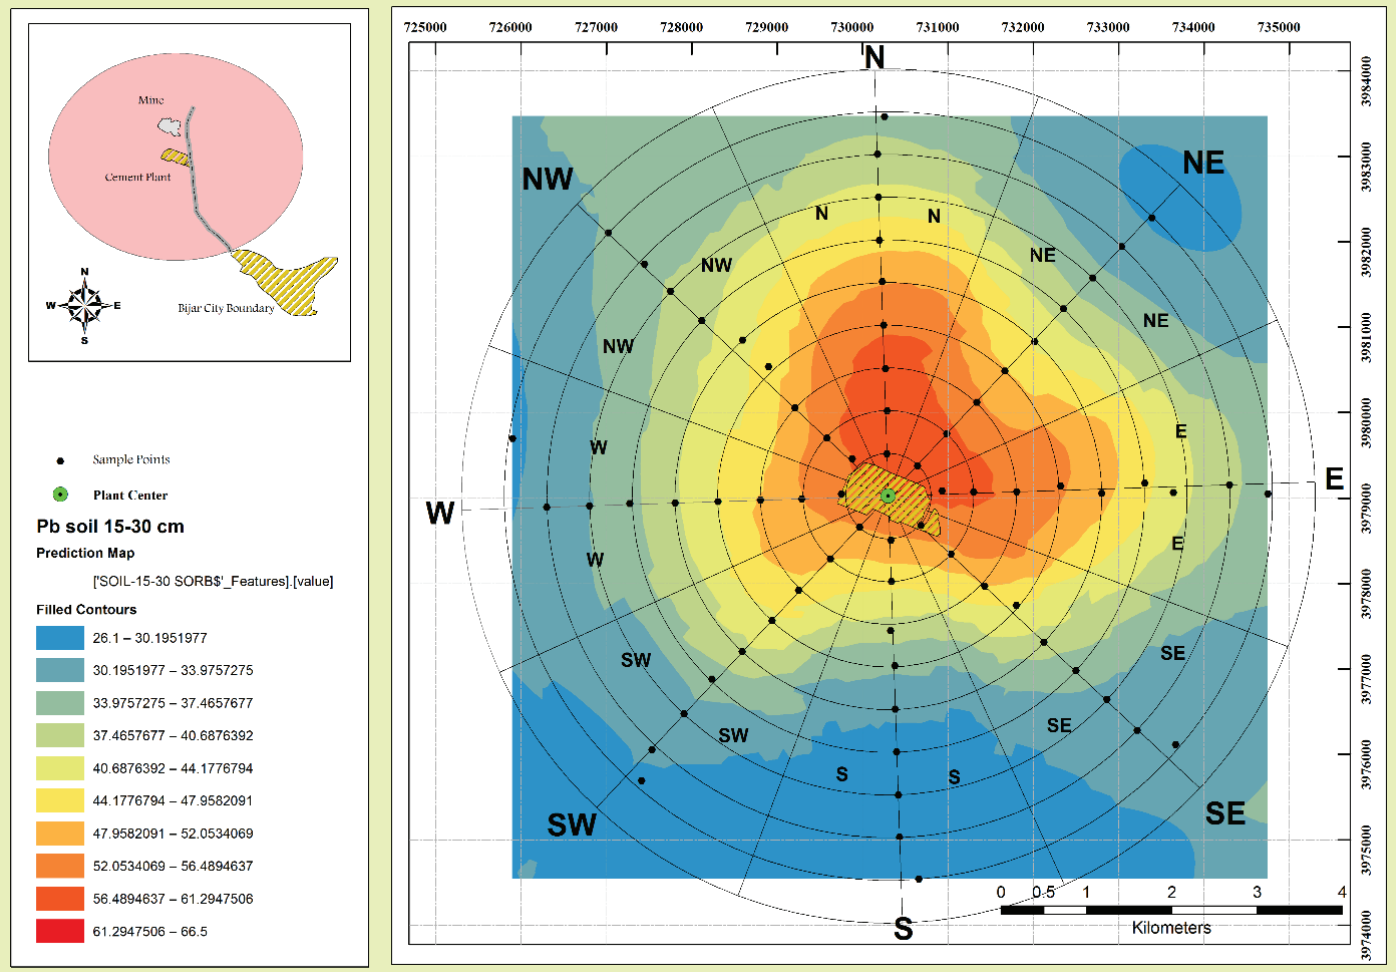 Mine
Cement Plant
N
W
E
S
Bijar City Boundary
Sample Points
Plant Center
Pb soil 15-30 cm
Prediction Map
['SOIL-15-30 SORB$'_Features].[value]
Filled Contours
26.1 – 30.1951977
30.1951977 – 33.9757275
33.9757275 – 37.4657677
37.4657677 – 40.6876392
40.6876392 – 44.1776794
44.1776794 – 47.9582091
47.9582091 – 52.0534069
52.0534069 – 56.4894637
56.4894637 – 61.2947506
61.2947506 – 66.5
725000 726000 727000 728000 729000 730000 731000 732000 733000 734000 735000
N
3984000
3983000
3982000
3981000
3980000
3979000
3978000
3977000
3976000
3975000
3974000
NW
NE
N
N
NW
NE
NW
NE
W
E
W
E
W
E
SW
SE
SW
SE
S
S
SW
SE
S
0 0.5 1 2 3 4
Kilometers